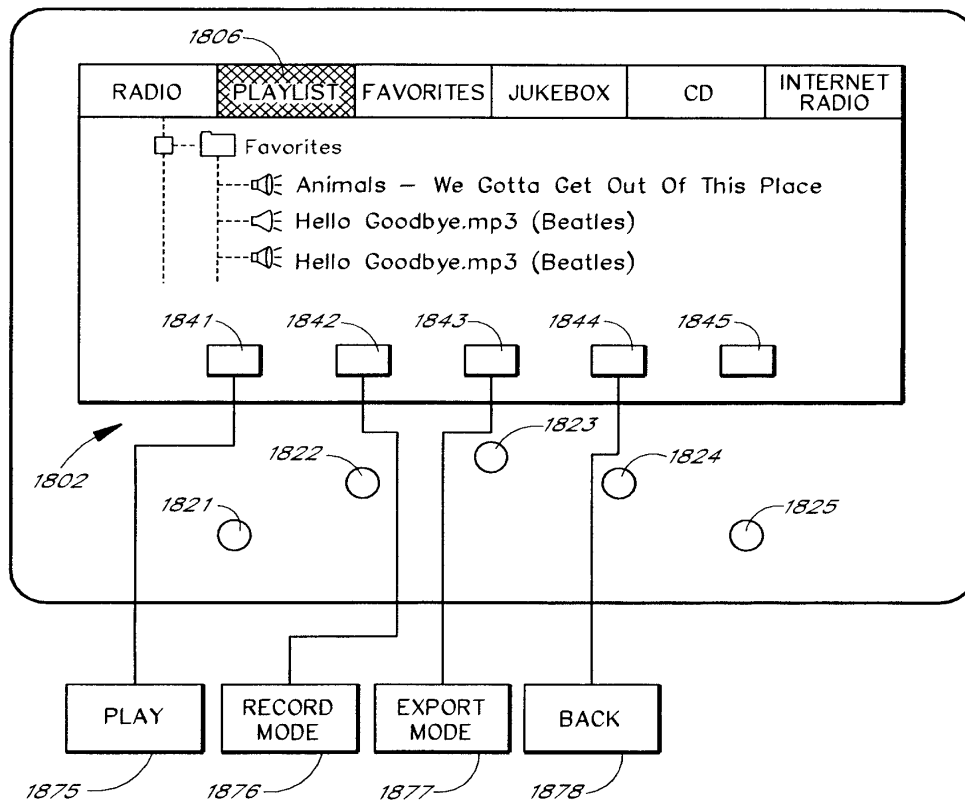 1806
RADIO PLAYLIST FAVORITES JUKEBOX CD INTERNET RADIO
Favorites
Animals – We Gotta Get Out Of This Place
Hello Goodbye.mp3 (Beatles)
Hello Goodbye.mp3 (Beatles)
1841 1842 1843 1844 1845
1823
1802 1822 1824
1821 1825
PLAY RECORD MODE EXPORT MODE BACK
1875 1876 1877 1878